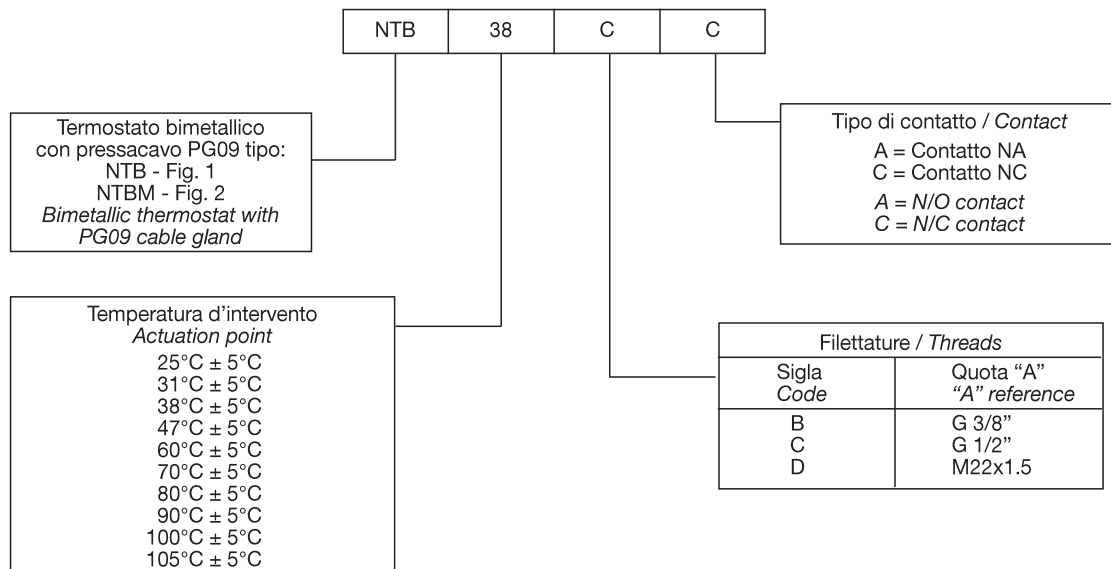 NTB 38 C C
Termostato bimetallico
con pressacavo PG09 tipo:
NTB - Fig. 1
NTBM - Fig. 2
Bimetallic thermostat with
PG09 cable gland
Tipo di contatto / Contact
A = Contatto NA
C = Contatto NC
A = N/O contact
C = N/C contact
Temperatura d’intervento
Actuation point
25°C ± 5°C
31°C ± 5°C
38°C ± 5°C
47°C ± 5°C
60°C ± 5°C
70°C ± 5°C
80°C ± 5°C
90°C ± 5°C
100°C ± 5°C
105°C ± 5°C
Filettature / Threads
Sigla Quota “A”
Code “A” reference
B G 3/8”
C G 1/2”
D M22x1.5